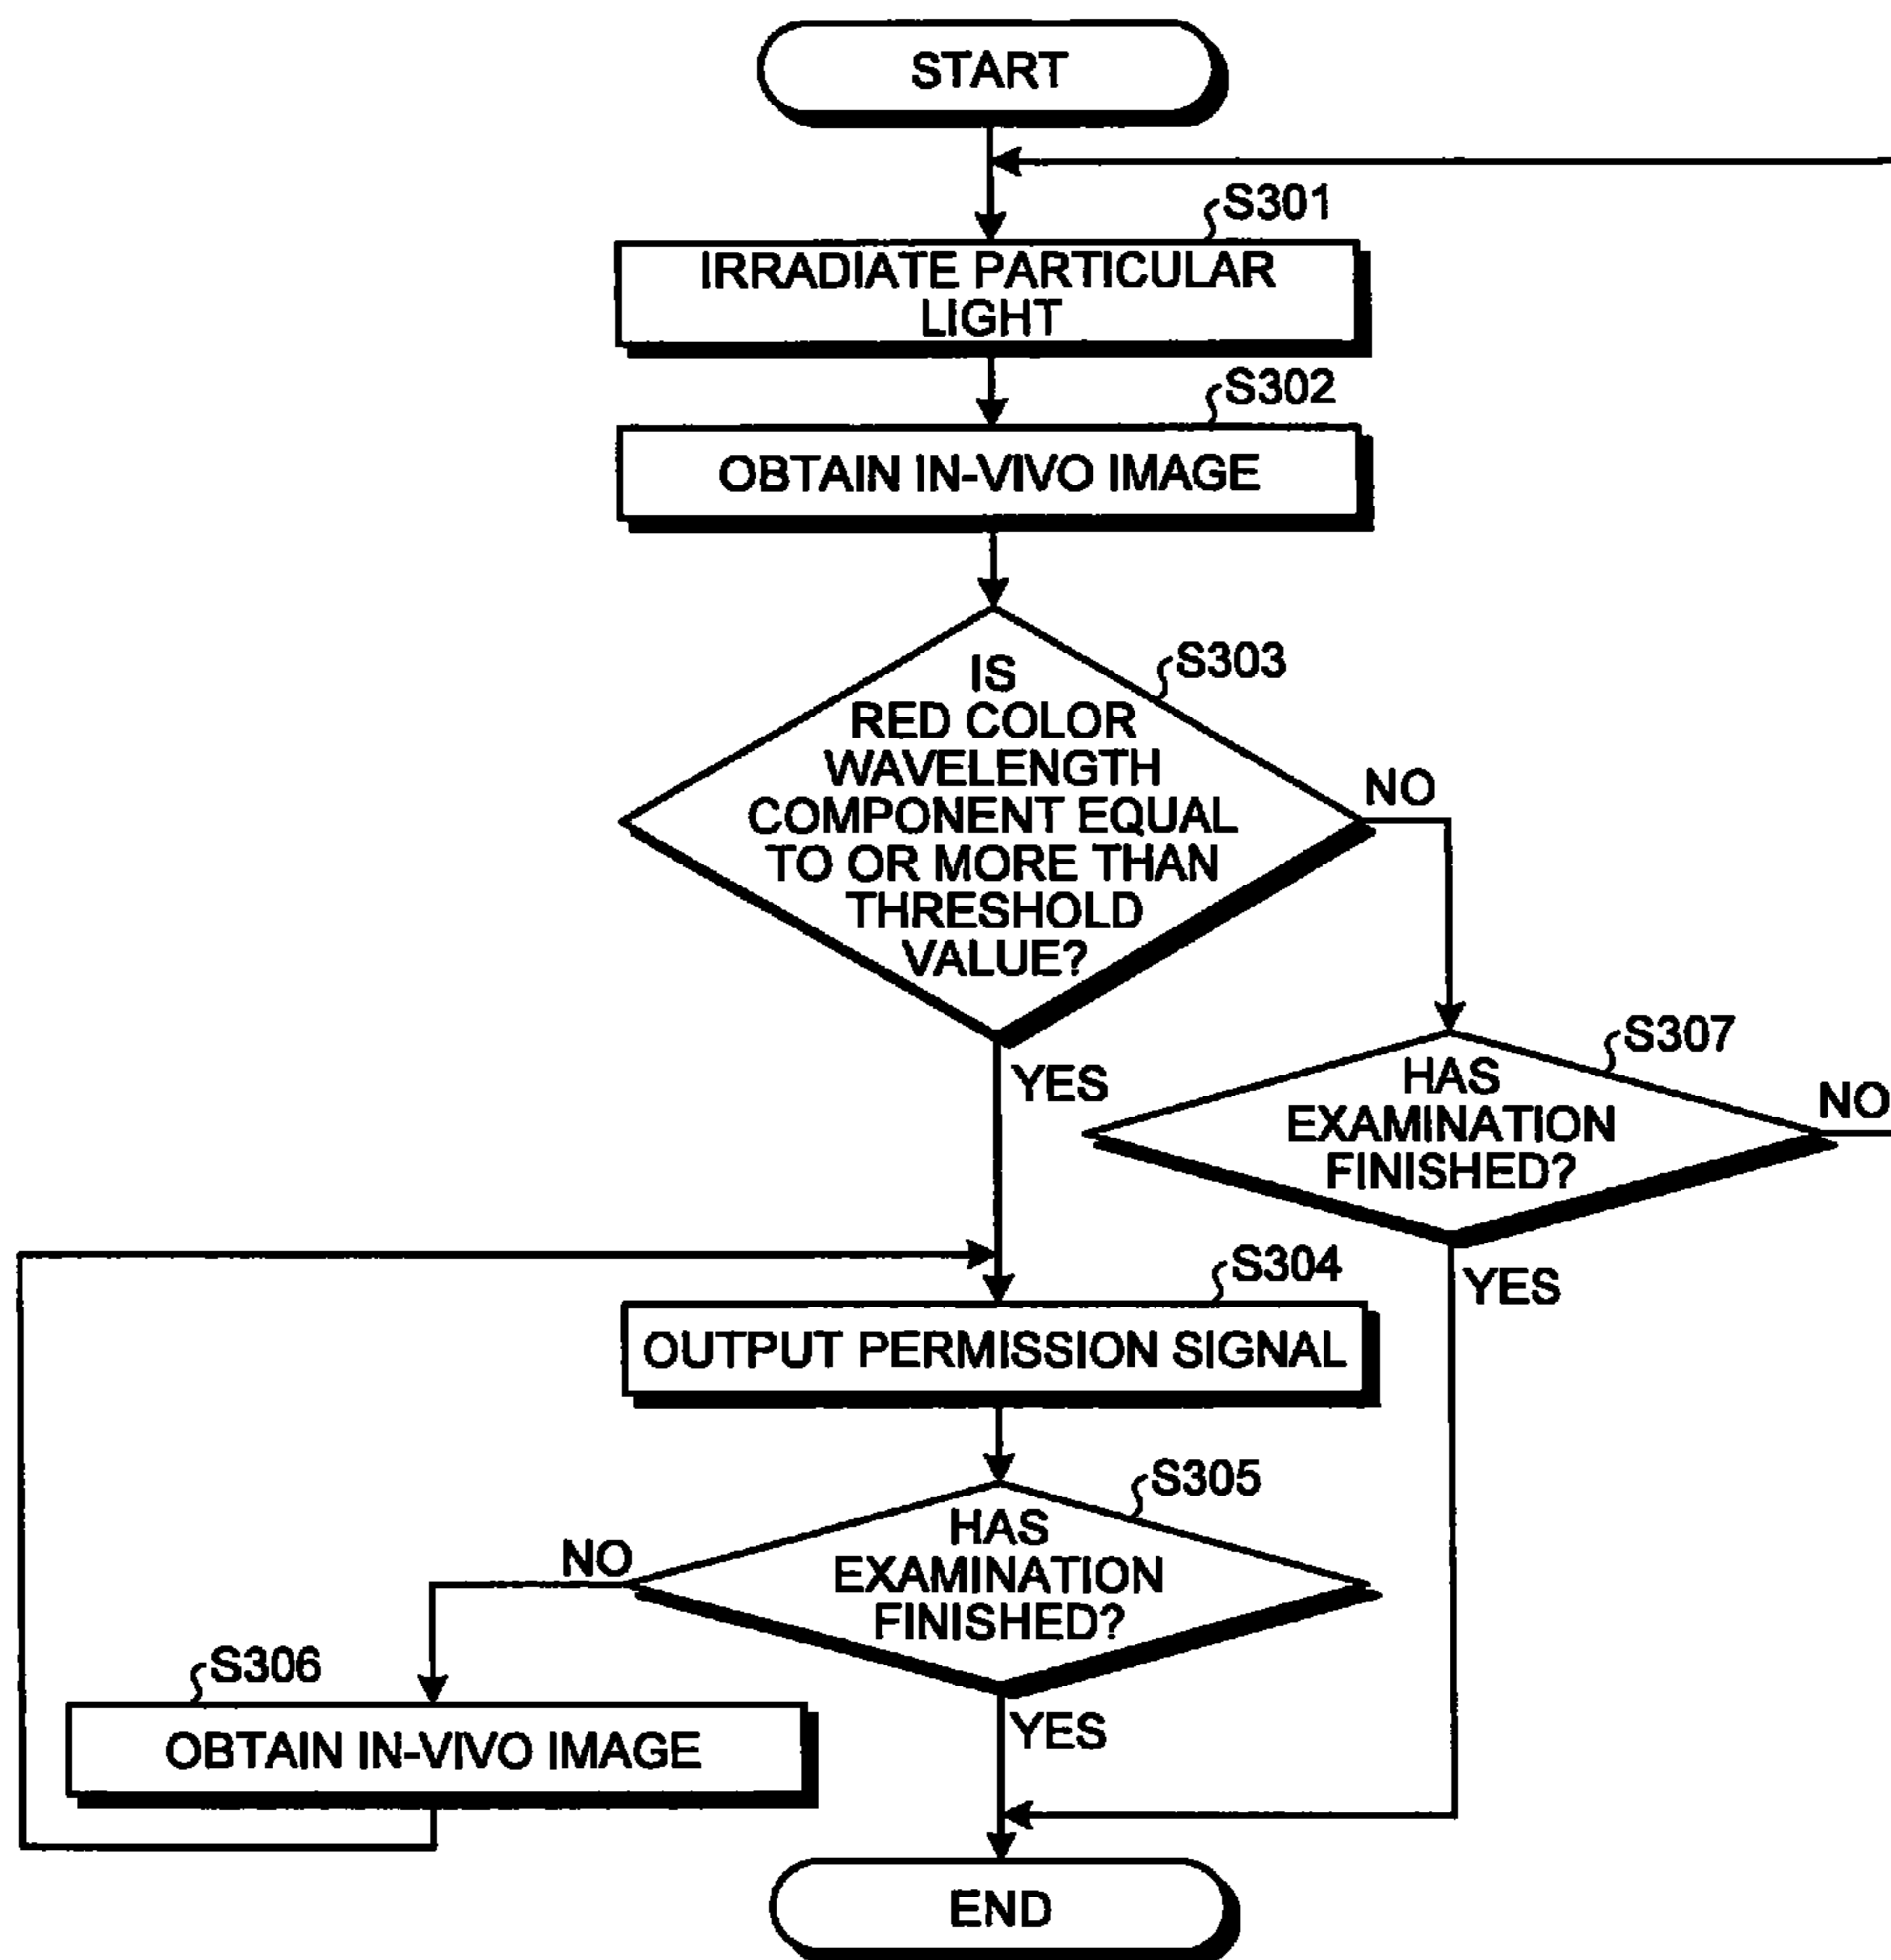 START
S301
IRRADIATE PARTICULAR
LIGHT
S302
OBTAIN IN-VIVO IMAGE
S303
IS
RED COLOR
WAVELENGTH
COMPONENT EQUAL
TO OR MORE THAN
THRESHOLD
VALUE?
NO
YES
S307
HAS
EXAMINATION
FINISHED?
NO
YES
S304
OUTPUT PERMISSION SIGNAL
S305
HAS
EXAMINATION
FINISHED?
NO
YES
S306
OBTAIN IN-VIVO IMAGE
END